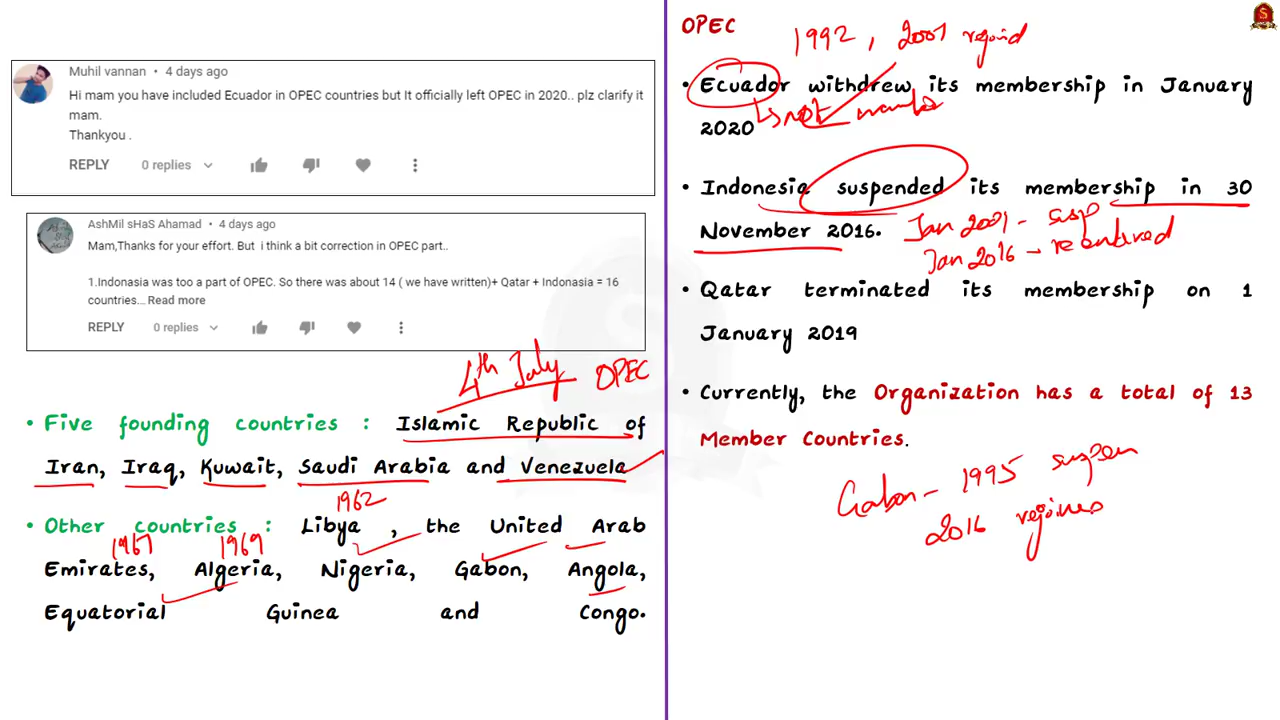 Muhil vannan • 4 days ago
Hi mam you have included Ecuador in OPEC countries but It officially left OPEC in 2020.. plz clarify it
mam.
Thankyou .
REPLY 0 replies
AshMil sHaS Ahamad • 4 days ago
Mam,Thanks for your effort. But i think a bit correction in OPEC part..
1.Indonasia was too a part of OPEC. So there was about 14 ( we have written)+ Qatar + Indonasia = 16
countries... Read more
REPLY 0 replies
4th July OPEC
• Five founding countries : Islamic Republic of
Iran, Iraq, Kuwait, Saudi Arabia and Venezuela
1962
• Other countries : Libya , the United Arab
1967 1969
Emirates, Algeria, Nigeria, Gabon, Angola,
Equatorial Guinea and Congo.
OPEC
1992,
• Ecuador withdrew its membership in January
not
2020
• Indonesia suspended its membership in 30
November 2016.
Jan - susp
Jan 2016 -
• Qatar terminated its membership on 1
January 2019
• Currently, the Organization has a total of 13
Member Countries.
Gabon - 1995
2016